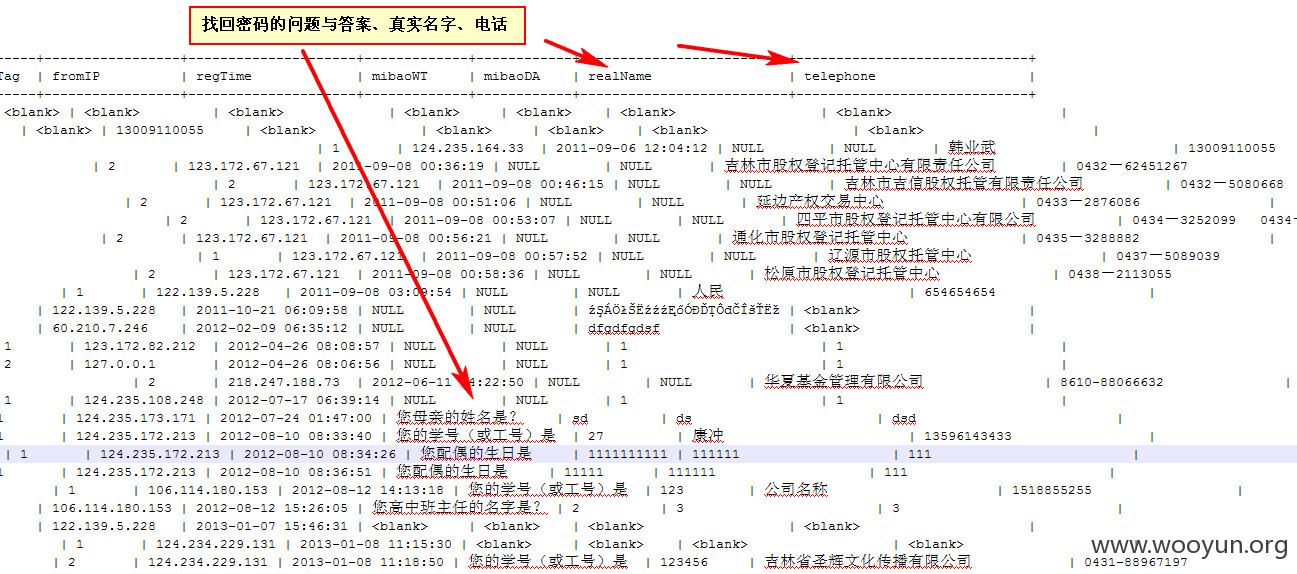 找回密码的问题与答案、真实名字、电话
Tag | fromIP | regTime | mibaoWT | mibaoDA | realName | telephone |
<blank> | <blank> | <blank> | <blank> | <blank> | <blank> | <blank> |
| <blank> | 13009110055 | <blank> | <blank> | <blank> | <blank> | <blank> |
| 1 | 124.235.164.33 | 2011-09-06 12:04:12 | NULL | NULL | 韩业武 | 13009110055
| 2 | 123.172.67.121 | 2011-09-08 00:36:19 | NULL | NULL | 吉林市股权登记托管中心有限责任公司 | 0432—62451267
| 2 | 123.172.67.121 | 2011-09-08 00:46:15 | NULL | NULL | 吉林市吉信股权托管有限责任公司 | 0432—5080668
| 2 | 123.172.67.121 | 2011-09-08 00:51:06 | NULL | NULL | 延边产权交易中心 | 0433—2876086 |
| 2 | 123.172.67.121 | 2011-09-08 00:53:07 | NULL | NULL | 四平市股权登记托管中心有限公司 | 0434—3252099 0434-
| 2 | 123.172.67.121 | 2011-09-08 00:56:21 | NULL | NULL | 通化市股权登记托管中心 | 0435—3288882 |
| 1 | 123.172.67.121 | 2011-09-08 00:57:52 | NULL | NULL | 辽源市股权托管中心 | 0437—5089039
| 2 | 123.172.67.121 | 2011-09-08 00:58:36 | NULL | NULL | 松原市股权登记托管中心 | 0438—2113055
| 1 | 122.139.5.228 | 2011-09-08 03:09:54 | NULL | NULL | 人民 | 654654654 |
| 122.139.5.228 | 2011-10-21 06:09:58 | NULL | NULL | | <blank> |
| 60.210.7.246 | 2012-02-09 06:35:12 | NULL | NULL | dfgdfgdsf | <blank> |
1 | 123.172.82.212 | 2012-04-26 08:08:57 | NULL | NULL | 1 | 1 |
2 | 127.0.0.1 | 2012-04-26 08:06:56 | NULL | NULL | 1 | 1 |
| 2 | 218.247.188.73 | 2012-06-11 4:22:50 | NULL | NULL | 华夏基金管理有限公司 | 8610-88066632 |
1 | 124.235.108.248 | 2012-07-17 06:39:14 | NULL | NULL | 1 | 1 |
1 | 124.235.173.171 | 2012-07-24 01:47:00 | 您母亲的姓名是？ | sd | ds | dsd |
1 | 124.235.172.213 | 2012-08-10 08:33:40 | 您的学号（或工号）是 | 27 | 康冲 | 13596143433 |
| 1 | 124.235.172.213 | 2012-08-10 08:34:26 | 您配偶的生日是 | 1111111111 | 111111 | 111 |
1 | 124.235.172.213 | 2012-08-10 08:36:51 | 您配偶的生日是 | 11111 | 111111 | 111 |
| 1 | 106.114.180.153 | 2012-08-12 14:13:18 | 您的学号（或工号）是 | 123 | 公司名称 | 1518855255 |
| 106.114.180.153 | 2012-08-12 15:26:05 | 您高中班主任的名字是？ | 2 | 3 | 3 |
| 122.139.5.228 | 2013-01-07 15:46:31 | <blank> | <blank> | <blank> | <blank> |
| 1 | 124.234.229.131 | 2013-01-08 11:15:30 | <blank> | <blank> | <blank> | <blank> |
| 2 | 124.234.229.131 | 2013-01-08 11:18:50 | 您的学号（或工号）是 | 123456 | 吉林省圣辉文化传播有限公司 | 0431-88967197
www.wooyun.org